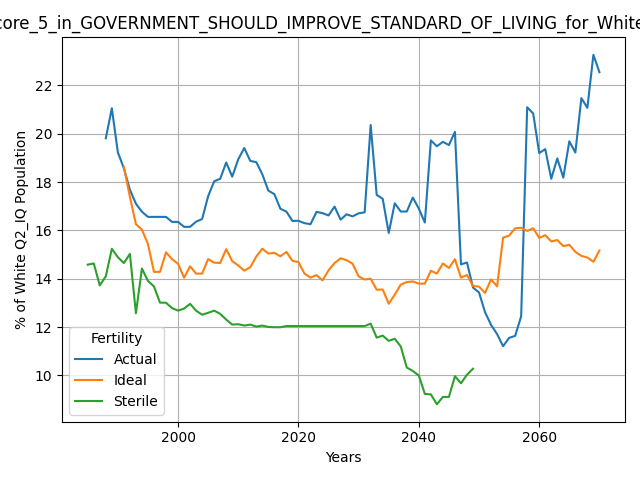 core_5_in_GOVERNMENT_SHOULD_IMPROVE_STANDARD_OF_LIVING_for_White
% of White Q2_IQ Population
22
20
18
16
14
12
10
Fertility
Actual
Ideal
Sterile
2000
2020
2040
2060
Years